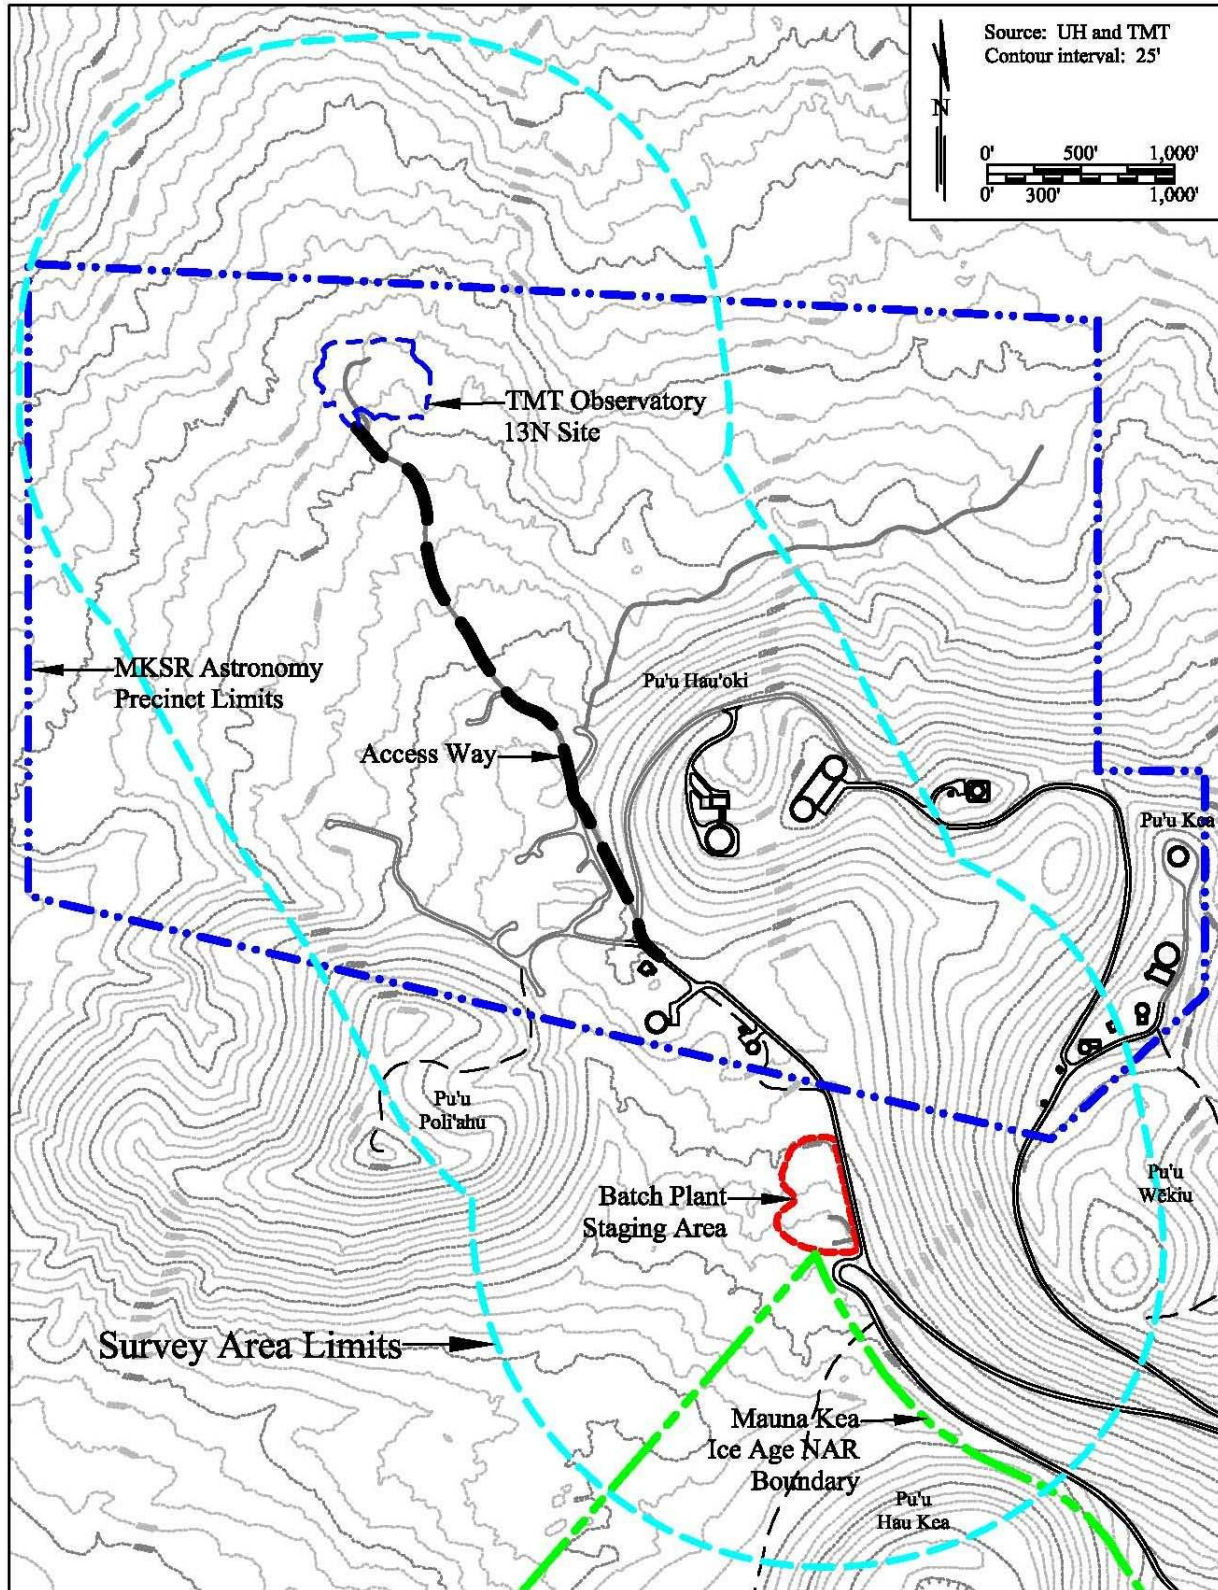 Source: UH and TMT
Contour interval: 25'
N
0' 500' 1,000'
0' 300' 1,000'
TMT Observatory
13N Site
MKSR Astronomy
Precinct Limits
Pu'u Hau'oki
Access Way
Pu'u Kea
Pu'u
Poli'ahu
Pu'u
Wekiu
Batch Plant
Staging Area
Survey Area Limits
Mauna Kea
Ice Age NAR
Boundary
Pu'u
Hau Kea